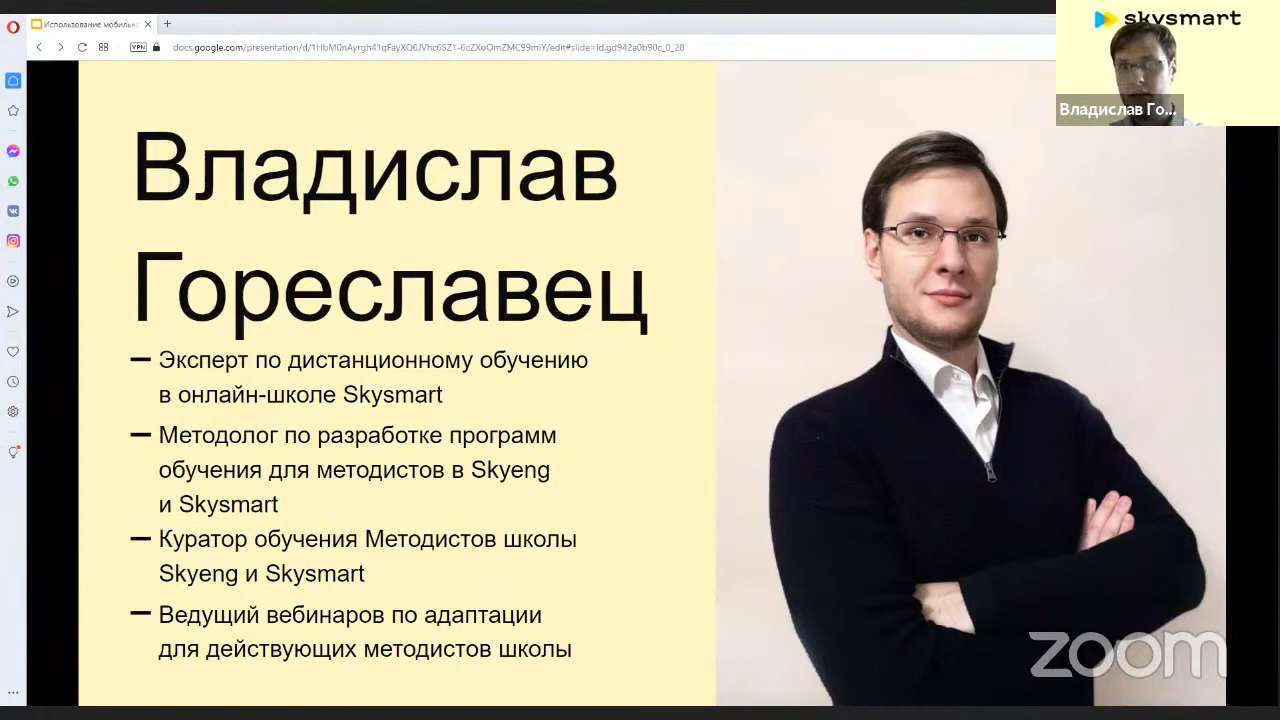 Использование мобильн
docs.google.com/presentation/d/1HbM0nAyrgh41qFayXQ6JVhc6SZ1-6cZXoOmZMC99miY/edit#slide=id.gd942a0b90c_0_28
VPN
skysmart
Владислав Го...
Владислав
Гореславец
— Эксперт по дистанционному обучению
в онлайн-школе Skysmart
— Методолог по разработке программ
обучения для методистов в Skyeng
и Skysmart
— Куратор обучения Методистов школы
Skyeng и Skysmart
— Ведущий вебинаров по адаптации
для действующих методистов школы
zoom